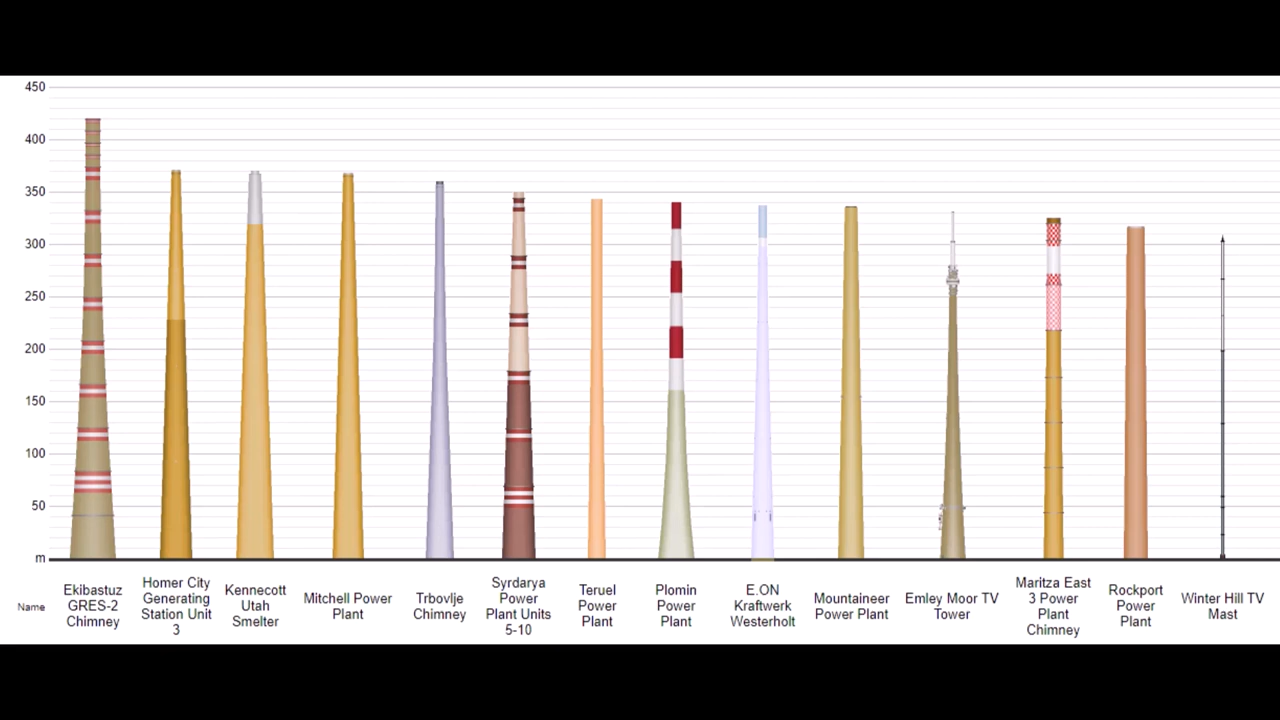 450
400
350
300
250
200
150
100
50
m
Name
Ekibastuz
GRES-2
Chimney
Homer City
Generating
Station Unit
3
Kennecott
Utah
Smelter
Mitchell Power
Plant
Trbovlje
Chimney
Syrdarya
Power
Plant Units
5-10
Teruel
Power
Plant
Plomin
Power
Plant
E.ON
Kraftwerk
Westerholt
Mountaineer
Power Plant
Emley Moor TV
Tower
Maritza East
3 Power
Plant
Chimney
Rockport
Power
Plant
Winter Hill TV
Mast